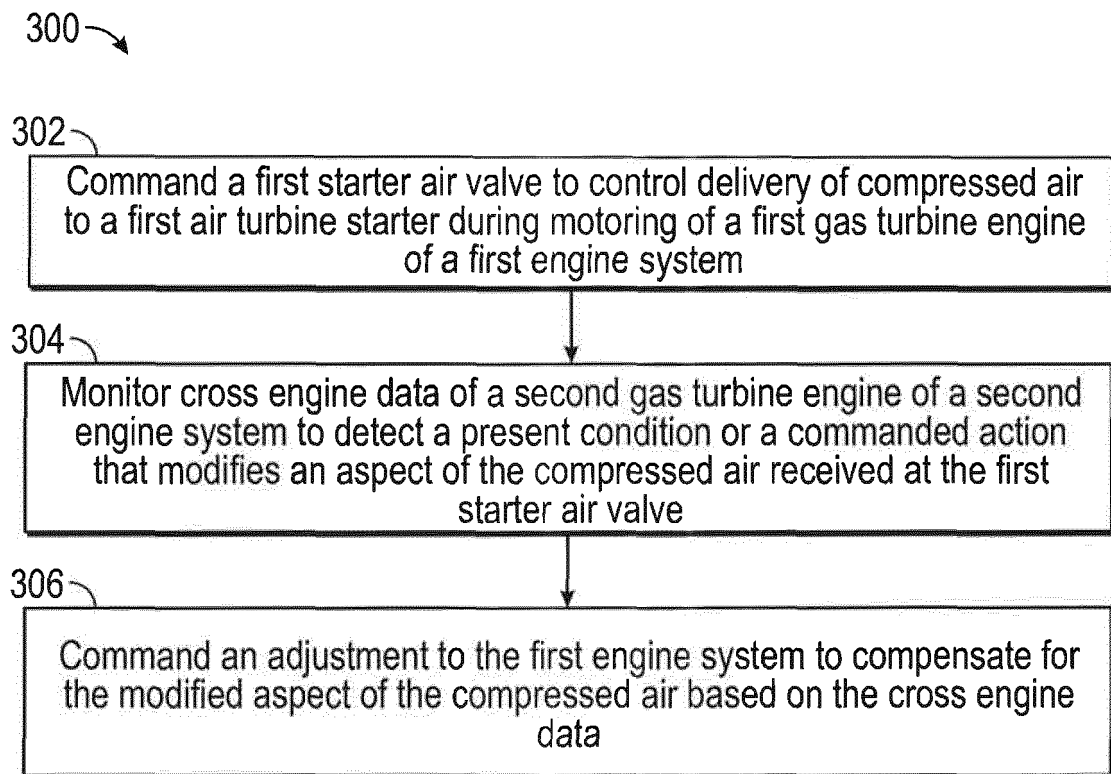 300
302
Command a first starter air valve to control delivery of compressed air
to a first air turbine starter during motoring of a first gas turbine engine
of a first engine system
304
Monitor cross engine data of a second gas turbine engine of a second
engine system to detect a present condition or a commanded action
that modifies an aspect of the compressed air received at the first
starter air valve
306
Command an adjustment to the first engine system to compensate for
the modified aspect of the compressed air based on the cross engine
data